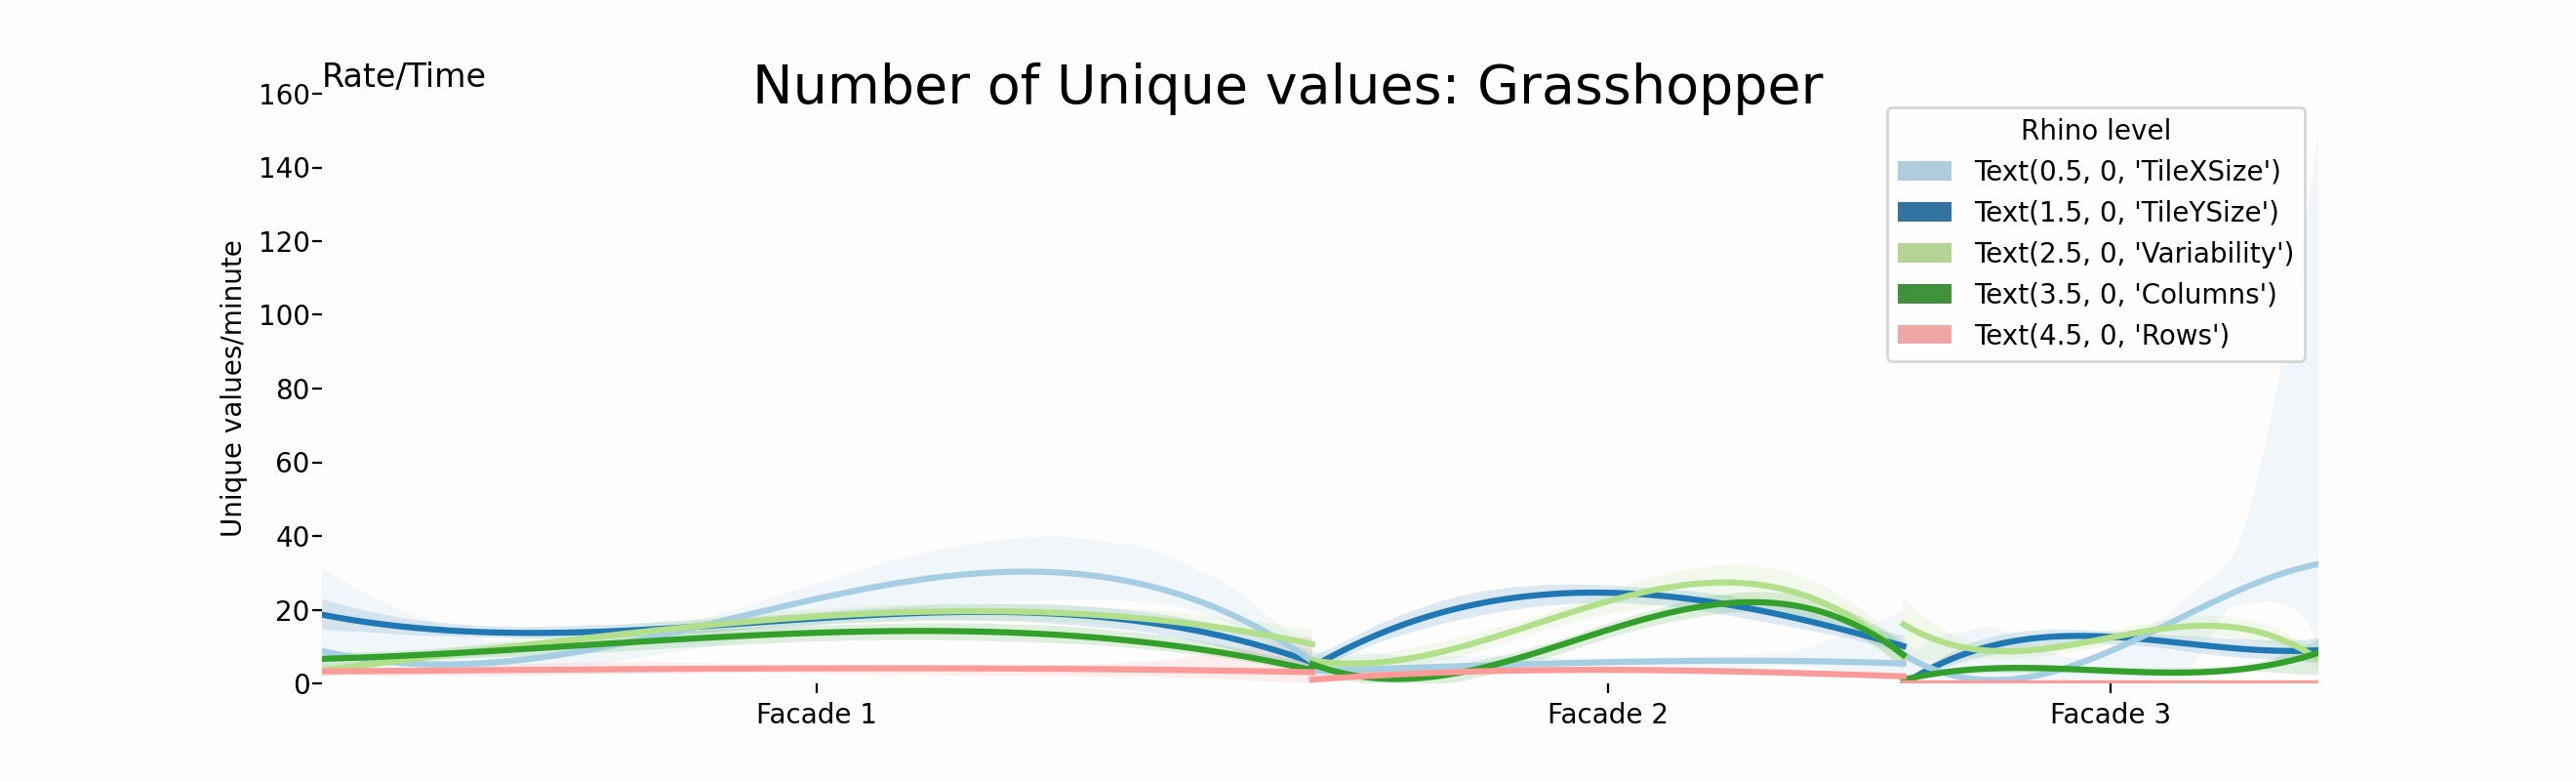 Rate/Time
Number of Unique values: Grasshopper
Unique values/minute
160
140
120
100
80
60
40
20
0
Rhino level
Text(0.5, 0, 'TileXSize')
Text(1.5, 0, 'TileYSize')
Text(2.5, 0, 'Variability')
Text(3.5, 0, 'Columns')
Text(4.5, 0, 'Rows')
Facade 1
Facade 2
Facade 3